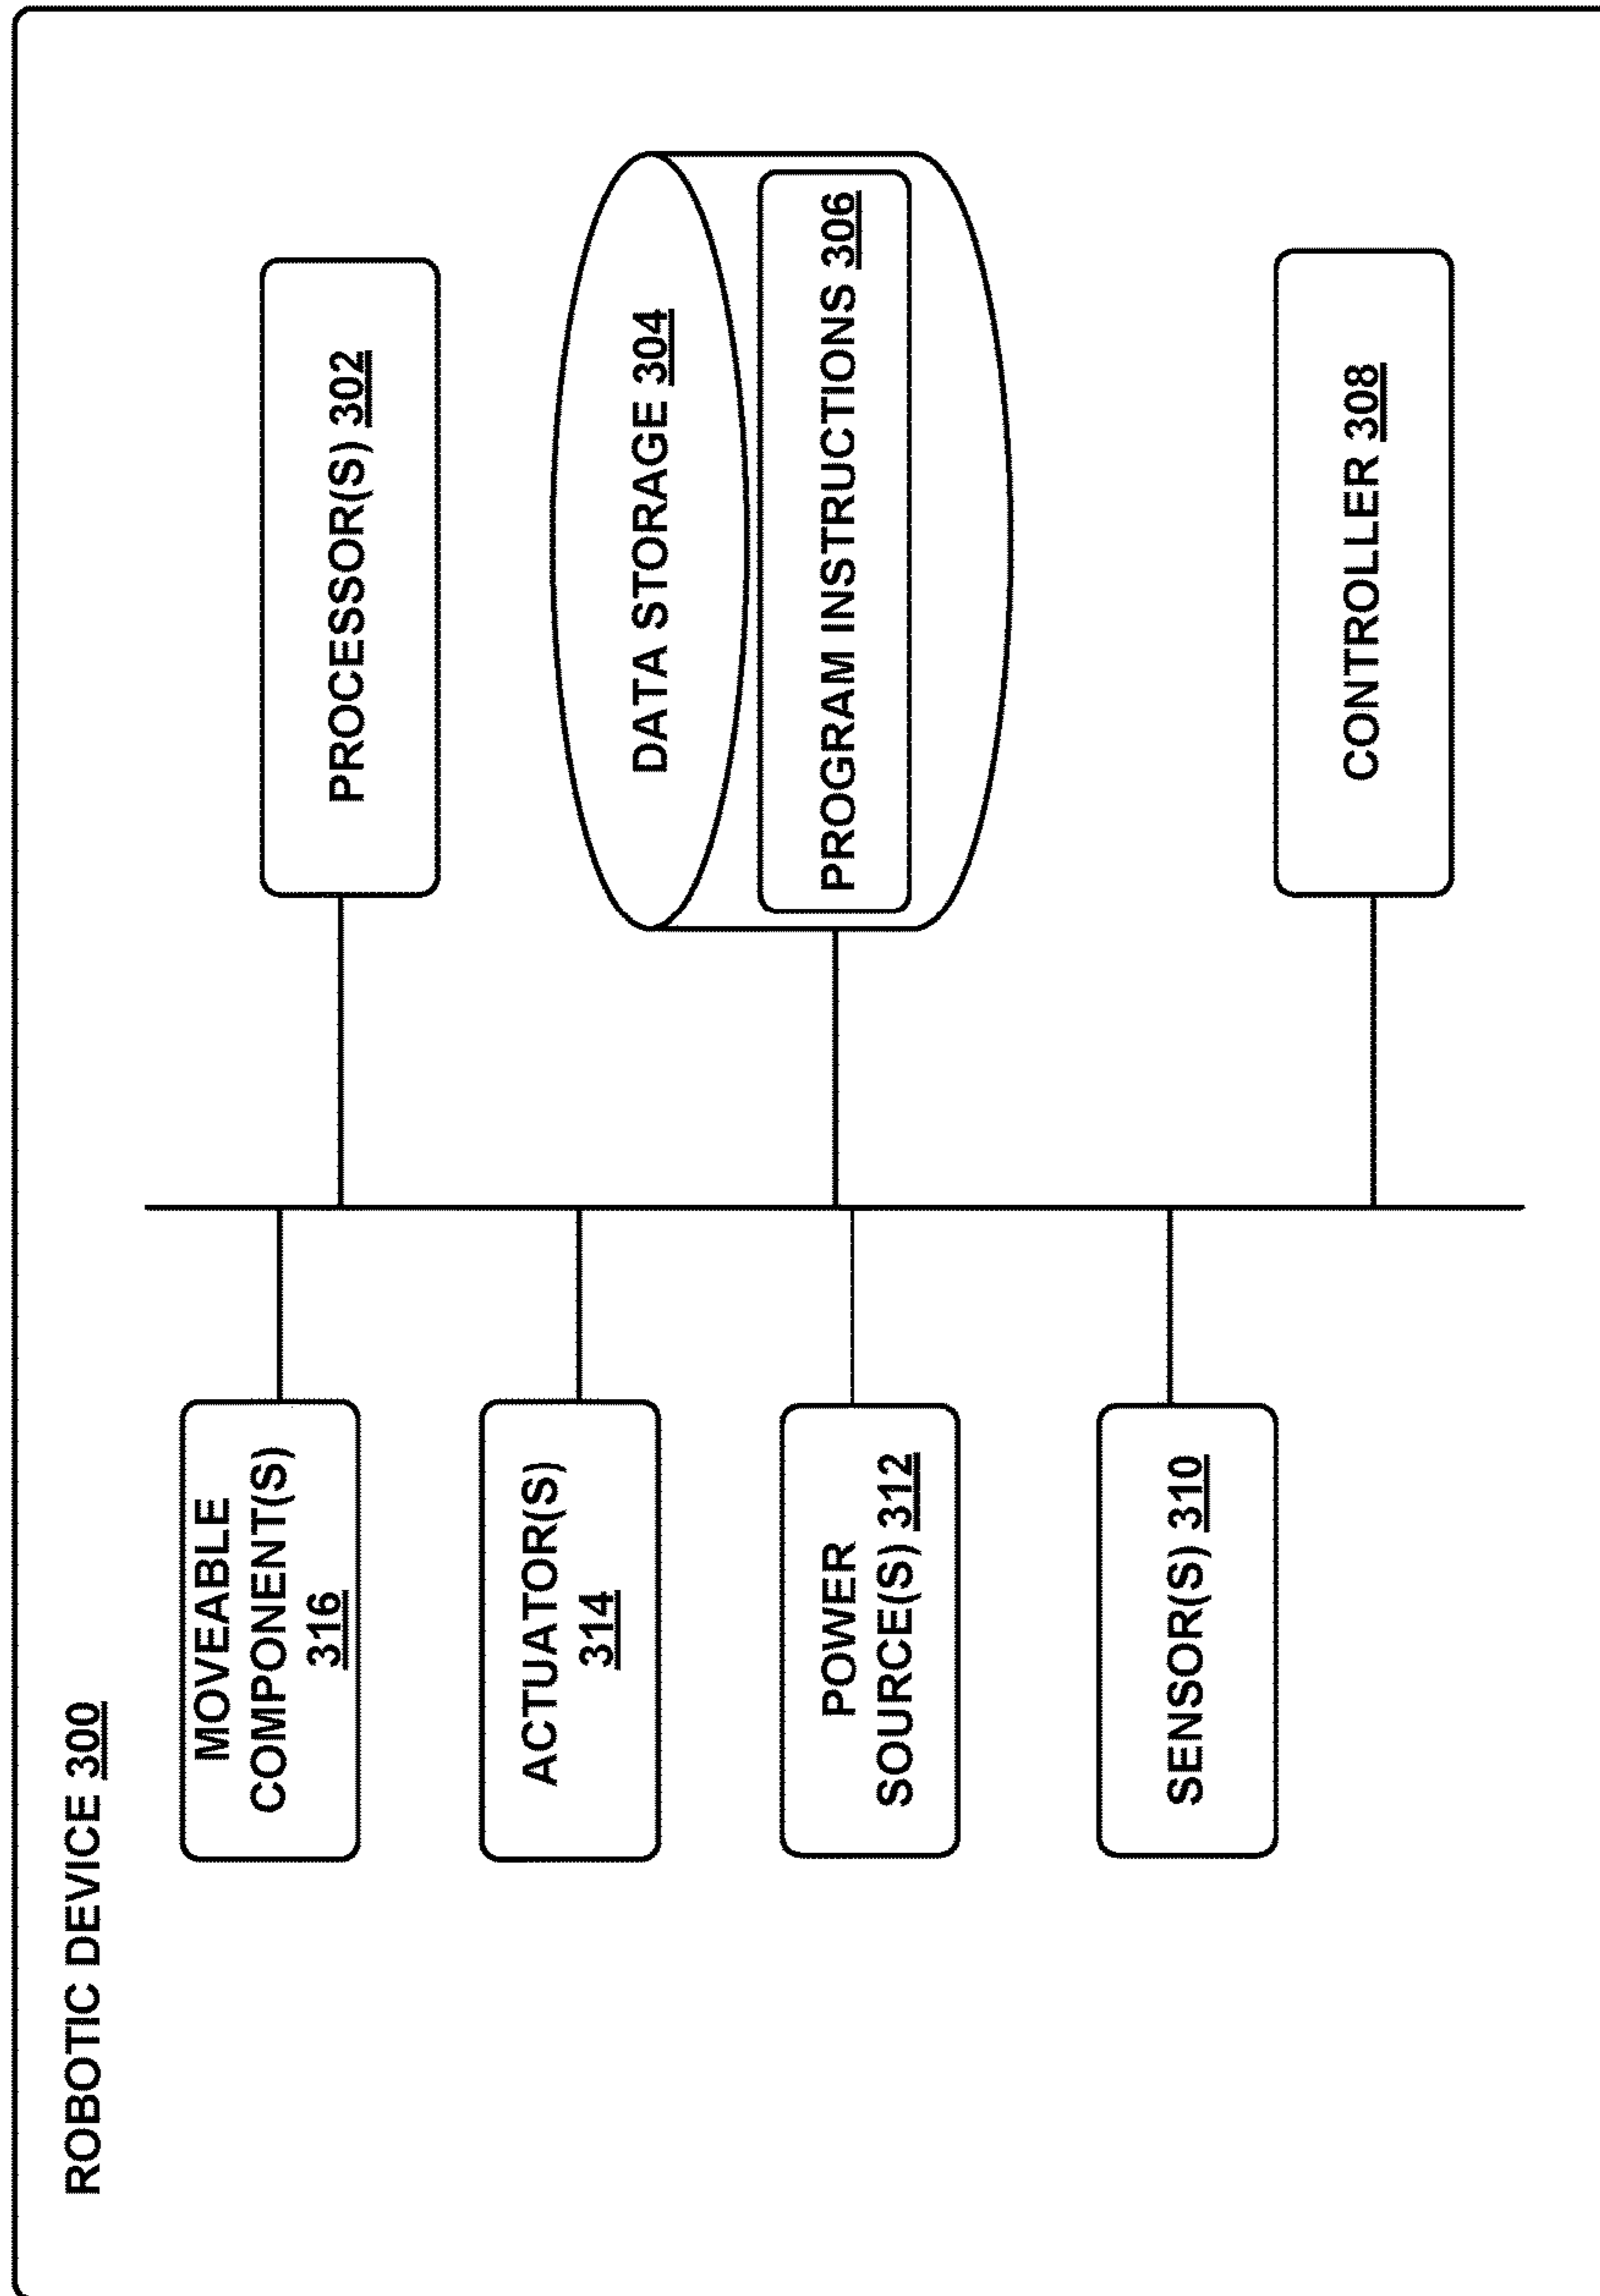 ROBOTIC DEVICE 300
MOVEABLE
COMPONENT(S)
316
PROCESSOR(S) 302
ACTUATOR(S)
314
DATA STORAGE 304
PROGRAM INSTRUCTIONS 306
POWER
SOURCE(S) 312
SENSOR(S) 310
CONTROLLER 308